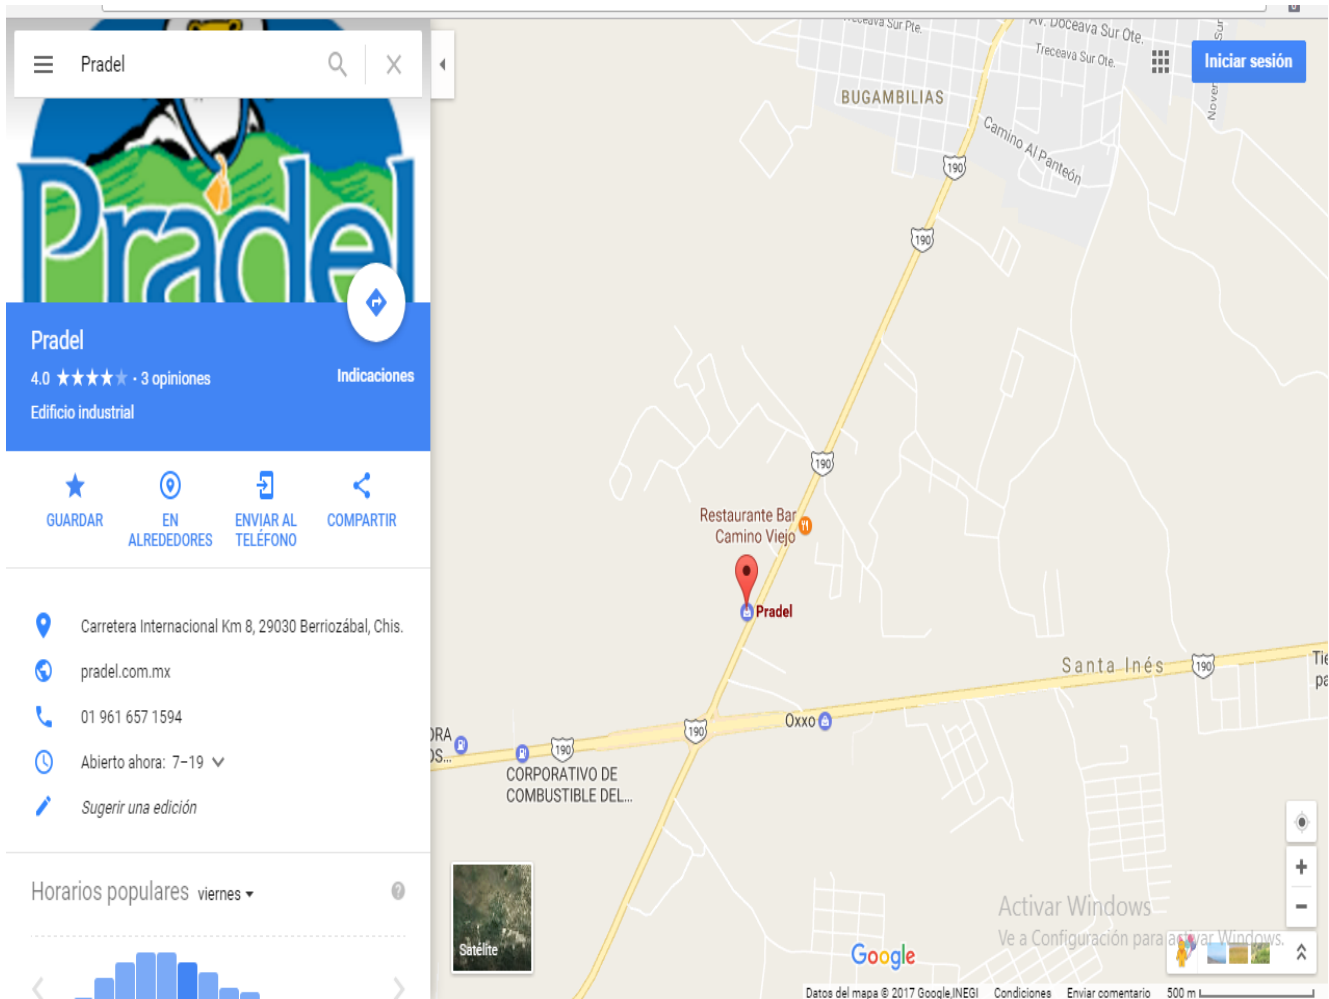 Pradel
Pradel
Pradel
4.0 ★★★★★ · 3 opiniones
Indicaciones
Edificio industrial
GUARDAR
EN ALREDEDORES
ENVIAR AL TELÉFONO
COMPARTIR
Carretera Internacional Km 8, 29030 Berriozábal, Chis.
pradel.com.mx
01 961 657 1594
Abierto ahora: 7–19
Sugerir una edición
Horarios populares viernes
Satélite
Iniciar sesión
Sur Pte.
Av. Doceava Sur Ote.
Treceava Sur Ote.
BUGAMBILIAS
Camino Al Panteón
190
190
190
Restaurante Bar
Camino Viejo
Pradel
Santa Inés
190
Oxxo
190
190
CORPORATIVO DE
COMBUSTIBLE DEL...
Activar Windows
Ve a Configuración para activar Windows.
Google
Datos del mapa © 2017 Google, INEGI Condiciones Enviar comentario 500 m